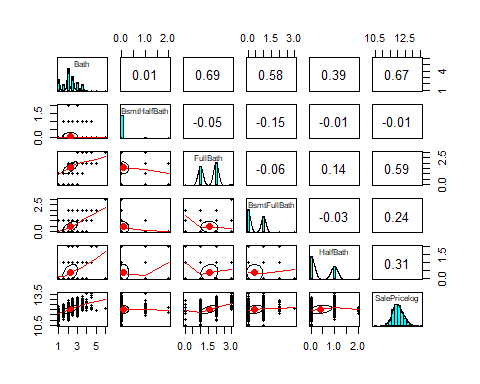 0.0 1.0 2.0 0.0 1.5 3.0 10.5 12.5
Bath 0.01 0.69 0.58 0.39 0.67 1 4
0.0 1.5 BsmtHalfBath -0.05 -0.15 -0.01 -0.01
FullBath -0.06 0.14 0.59 0.0 2.0
0.0 2.5 BsmtFullBath -0.03 0.24
HalfBath 0.31 0.0 1.5
10.5 13.5 SalePricelog
1 3 5 0.0 1.5 3.0 0.0 1.0 2.0